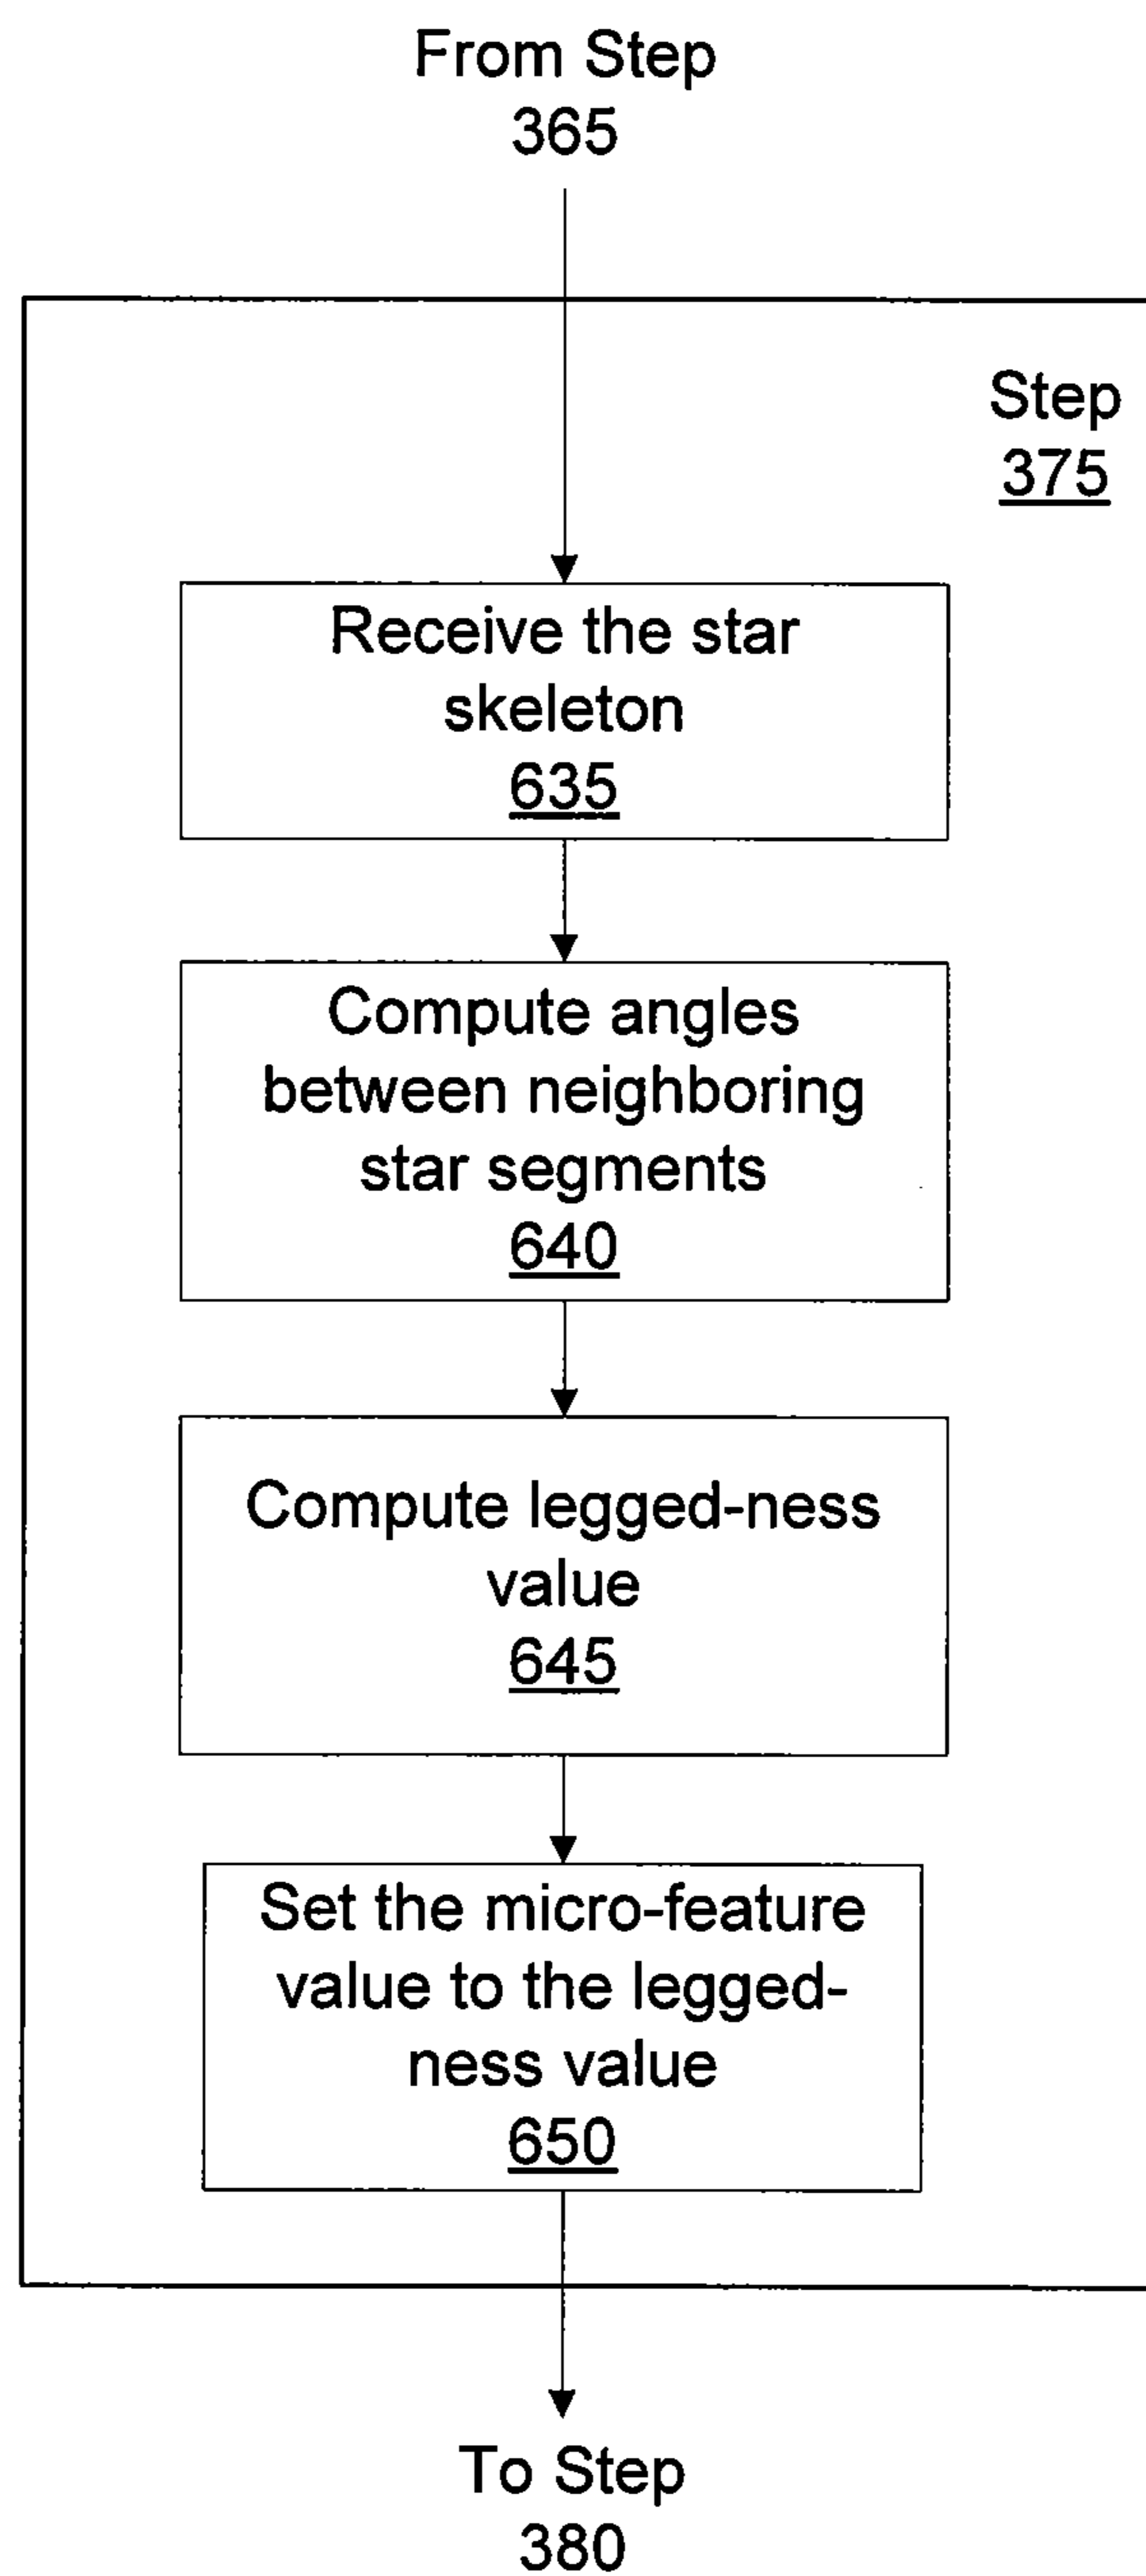 From Step
365
Step
375
Receive the star
skeleton
635
Compute angles
between neighboring
star segments
640
Compute legged-ness
value
645
Set the micro-feature
value to the legged-
ness value
650
To Step
380